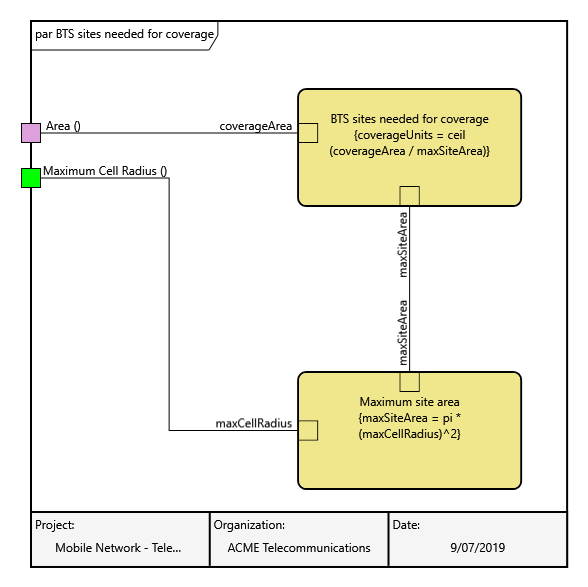 par BTS sites needed for coverage
Area ()
coverageArea
BTS sites needed for coverage
{coverageUnits = ceil
(coverageArea / maxSiteArea)}
Maximum Cell Radius ()
maxSiteArea
maxSiteArea
Maximum site area
{maxSiteArea = pi *
(maxCellRadius)^2}
maxCellRadius
Project:
Mobile Network - Tele...
Organization:
ACME Telecommunications
Date:
9/07/2019